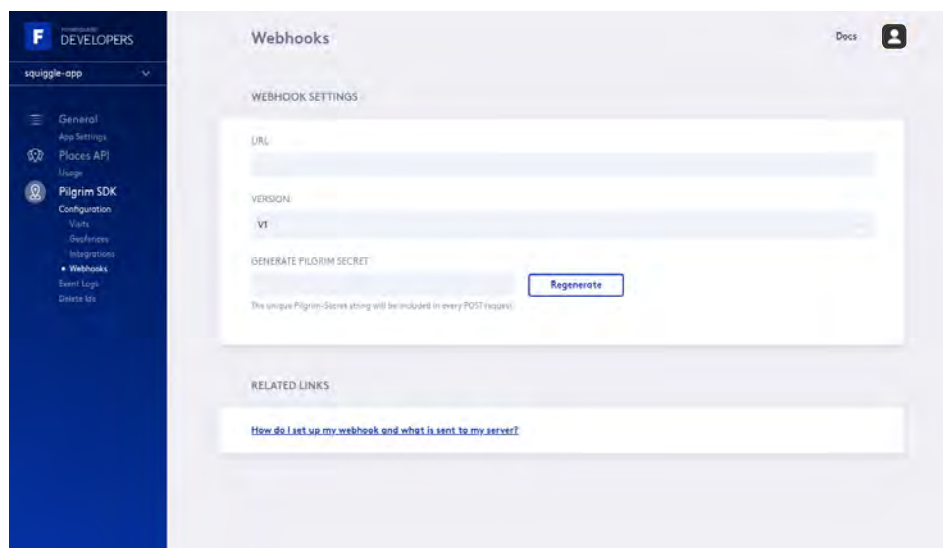 FOURSQUARE
F DEVELOPERS
squiggle-app
General
App Settings
Places API
Usage
Pilgrim SDK
Configuration
Visits
Geofences
Integrations
Webhooks
Event Logs
Delete Ids
Webhooks
Docs
WEBHOOK SETTINGS
URL
VERSION
V1
GENERATE PILGRIM SECRET
Regenerate
The unique Pilgrim-Secret string will be included in every POST request.
RELATED LINKS
How do I set up my webhook and what is sent to my server?